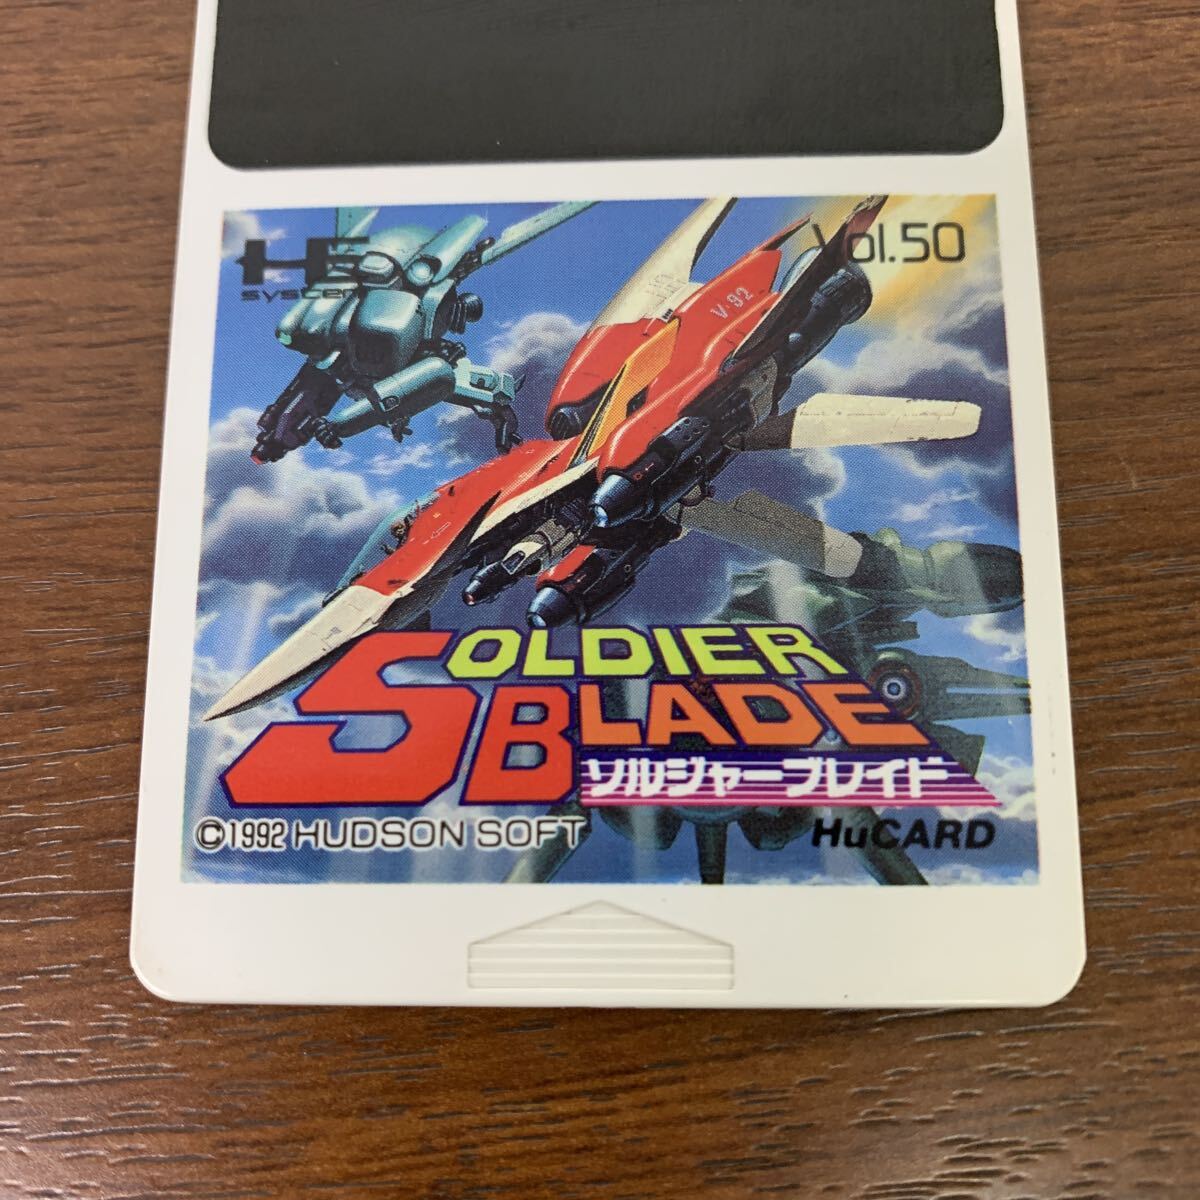 HE
system
Vol.50
V-92
SOLDIER
BLADE
ソルジャーブレイド
©1992 HUDSON SOFT
HuCARD